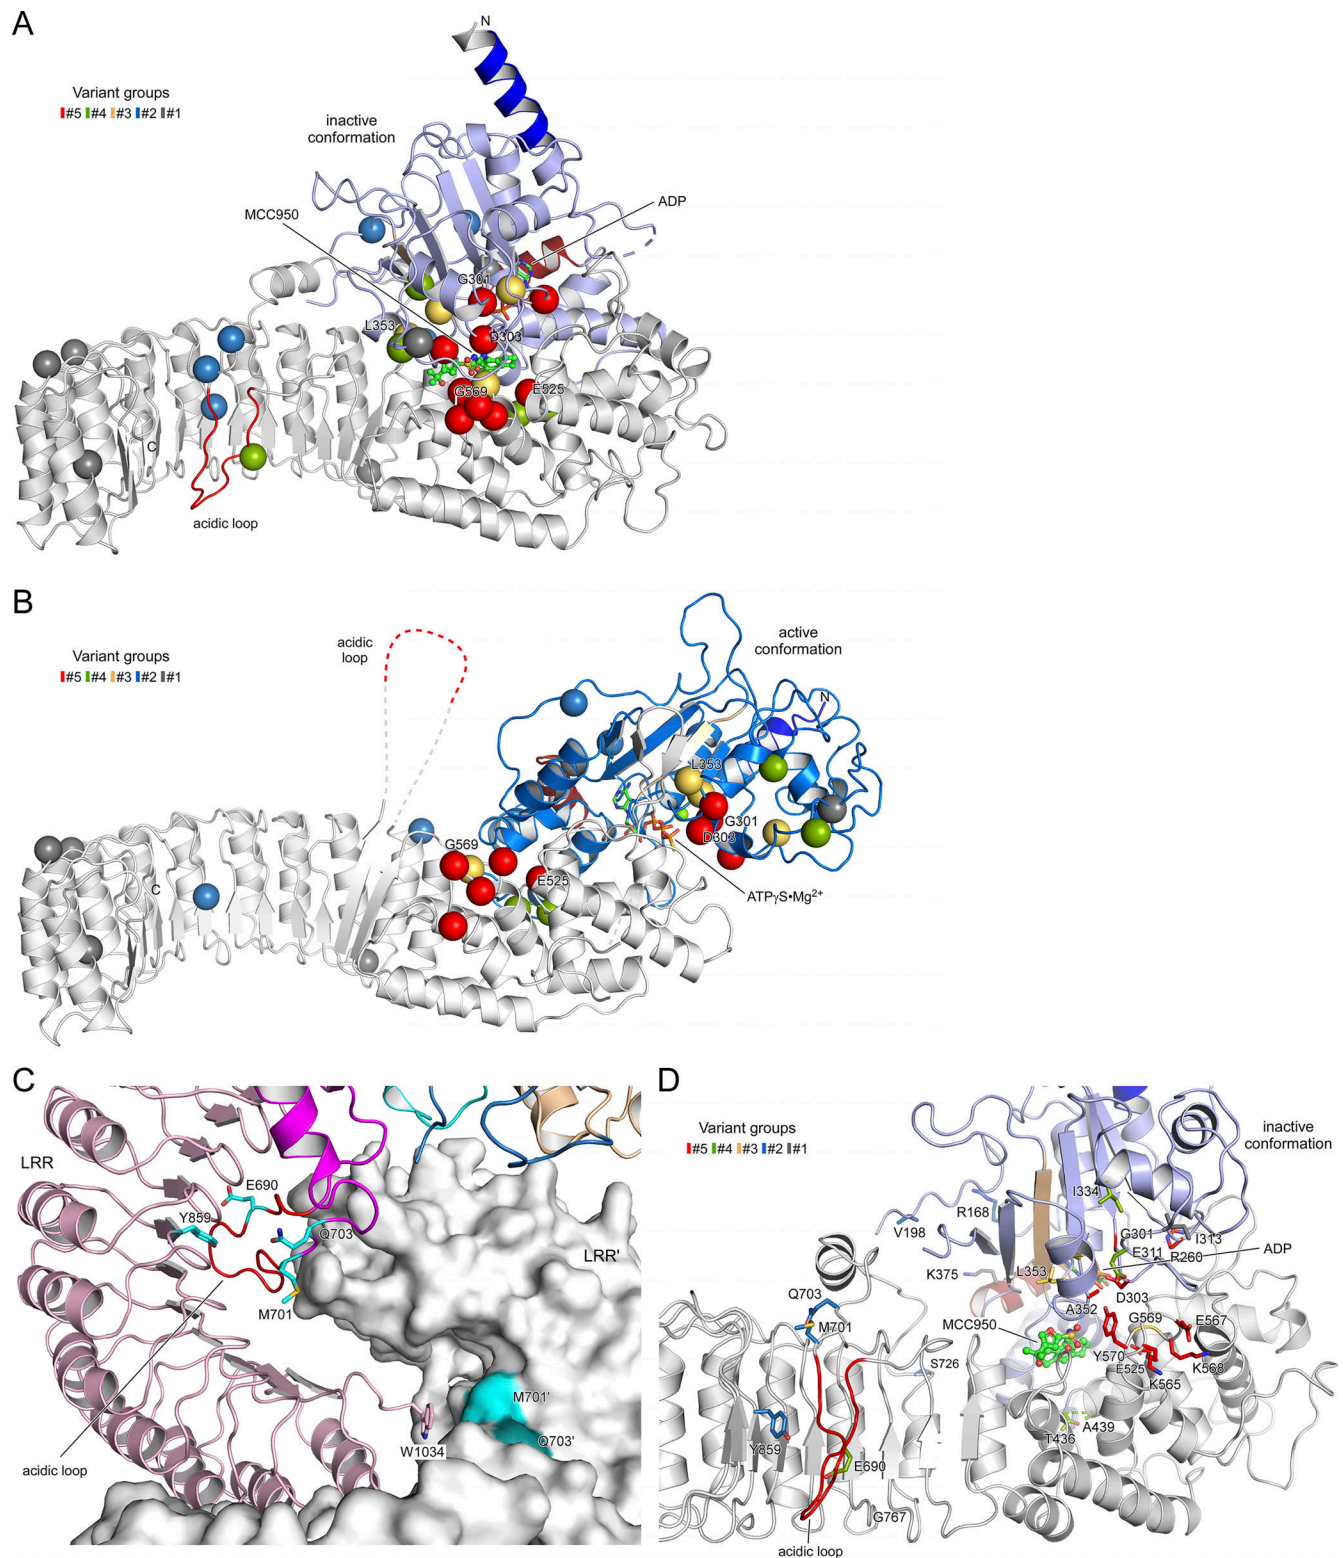 A
N
Variant groups
#5 #4 #3 #2 #1
inactive
conformation
MCC950
ADP
G301
L353
D303
G569
E525
C
acidic loop
B
acidic
loop
active
conformation
Variant groups
#5 #4 #3 #2 #1
N
L353
G301
D303
G569
E525
C
ATPγS•Mg²⁺
C
LRR
E690
Y859
Q703
LRR'
M701
M701'
Q703'
W1034
acidic loop
D
Variant groups
#5 #4 #3 #2 #1
inactive
conformation
I334
R168
V198
G301
I313
E311
R260
ADP
K375
L353
D303
A352
Q703
G569
E567
MCC950
M701
Y570
E525
K568
S726
K565
A439
T436
Y859
E690
G767
acidic loop